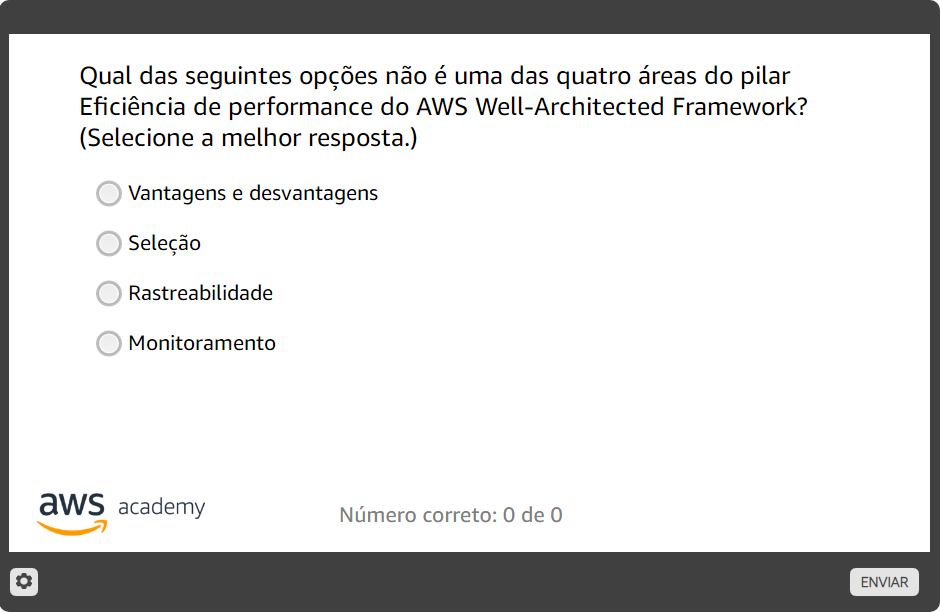 Qual das seguintes opções não é uma das quatro áreas do pilar
Eficiência de performance do AWS Well-Architected Framework?
(Selecione a melhor resposta.)
Vantagens e desvantagens
Seleção
Rastreabilidade
Monitoramento
aws academy
Número correto: 0 de 0
ENVIAR